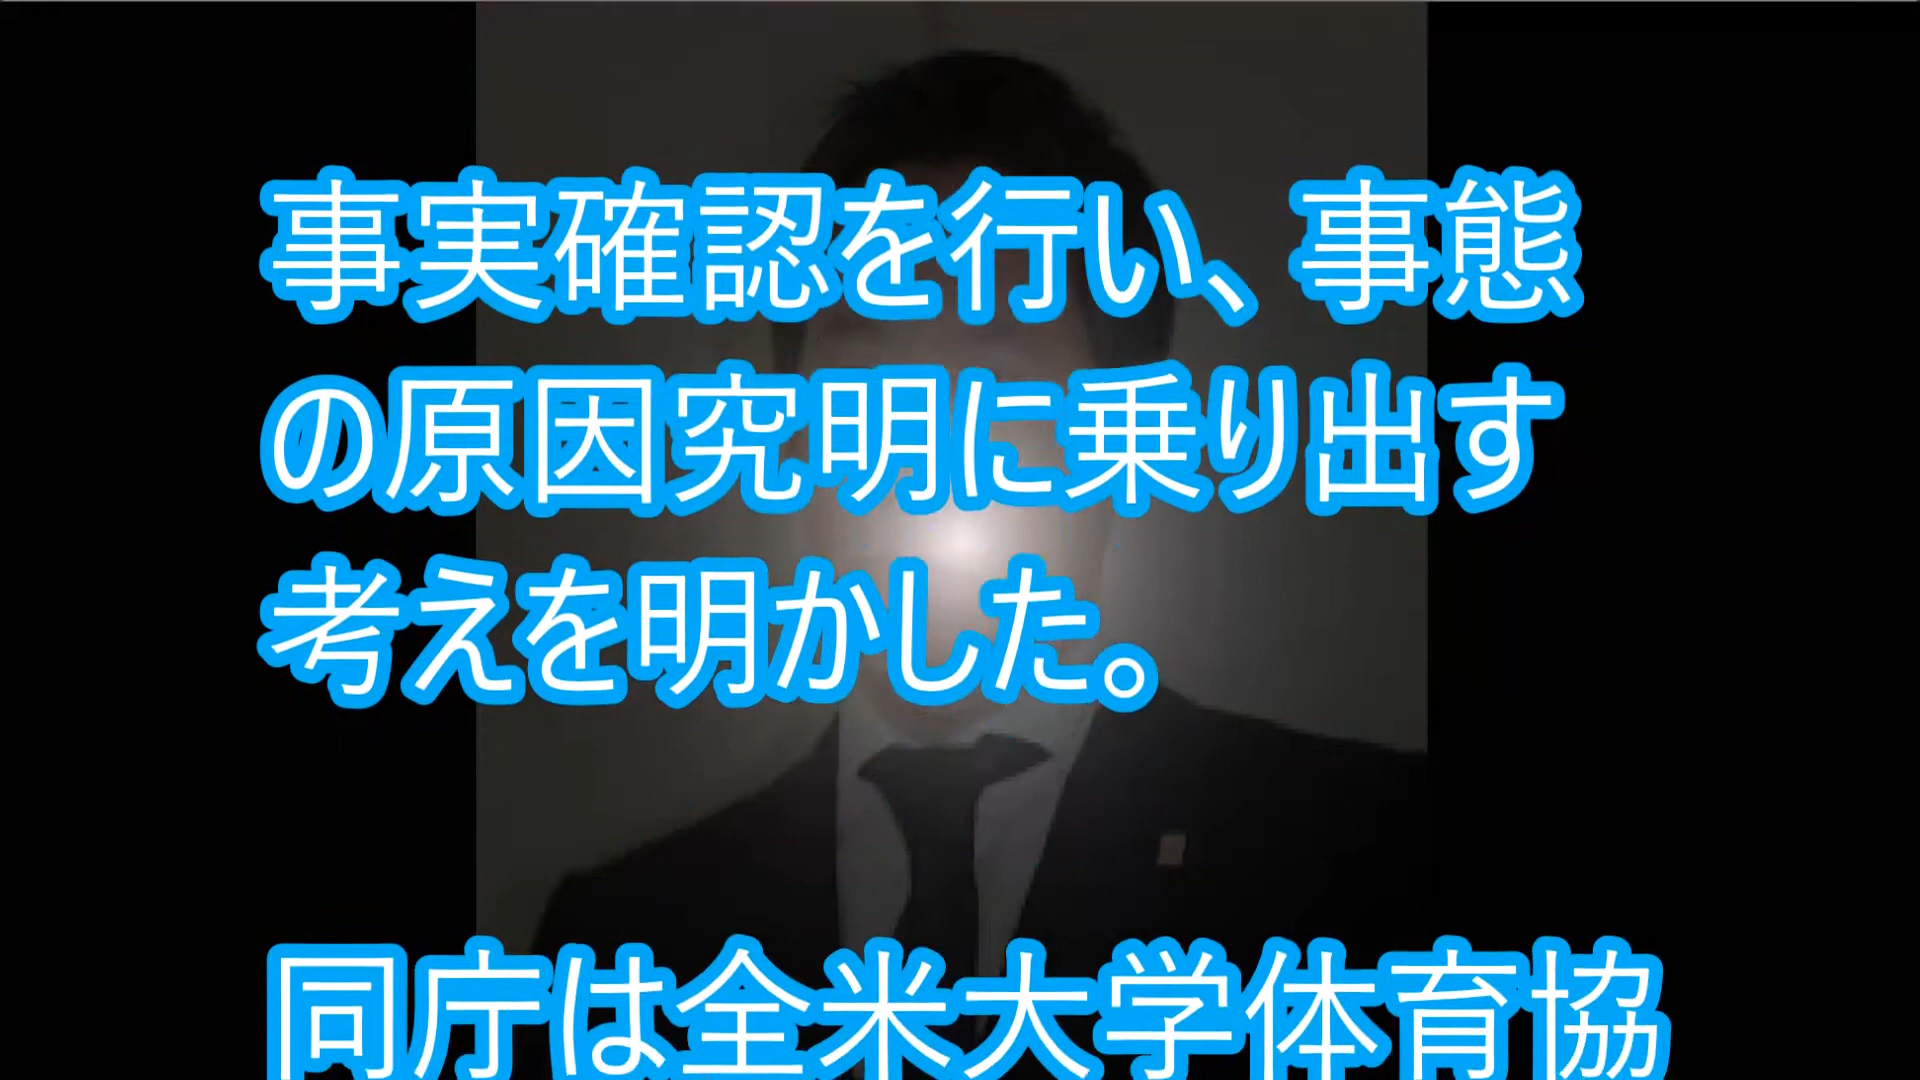 事実確認を行い、事態
の原因究明に乗り出す
考えを明かした。
同庁は全米大学体育協